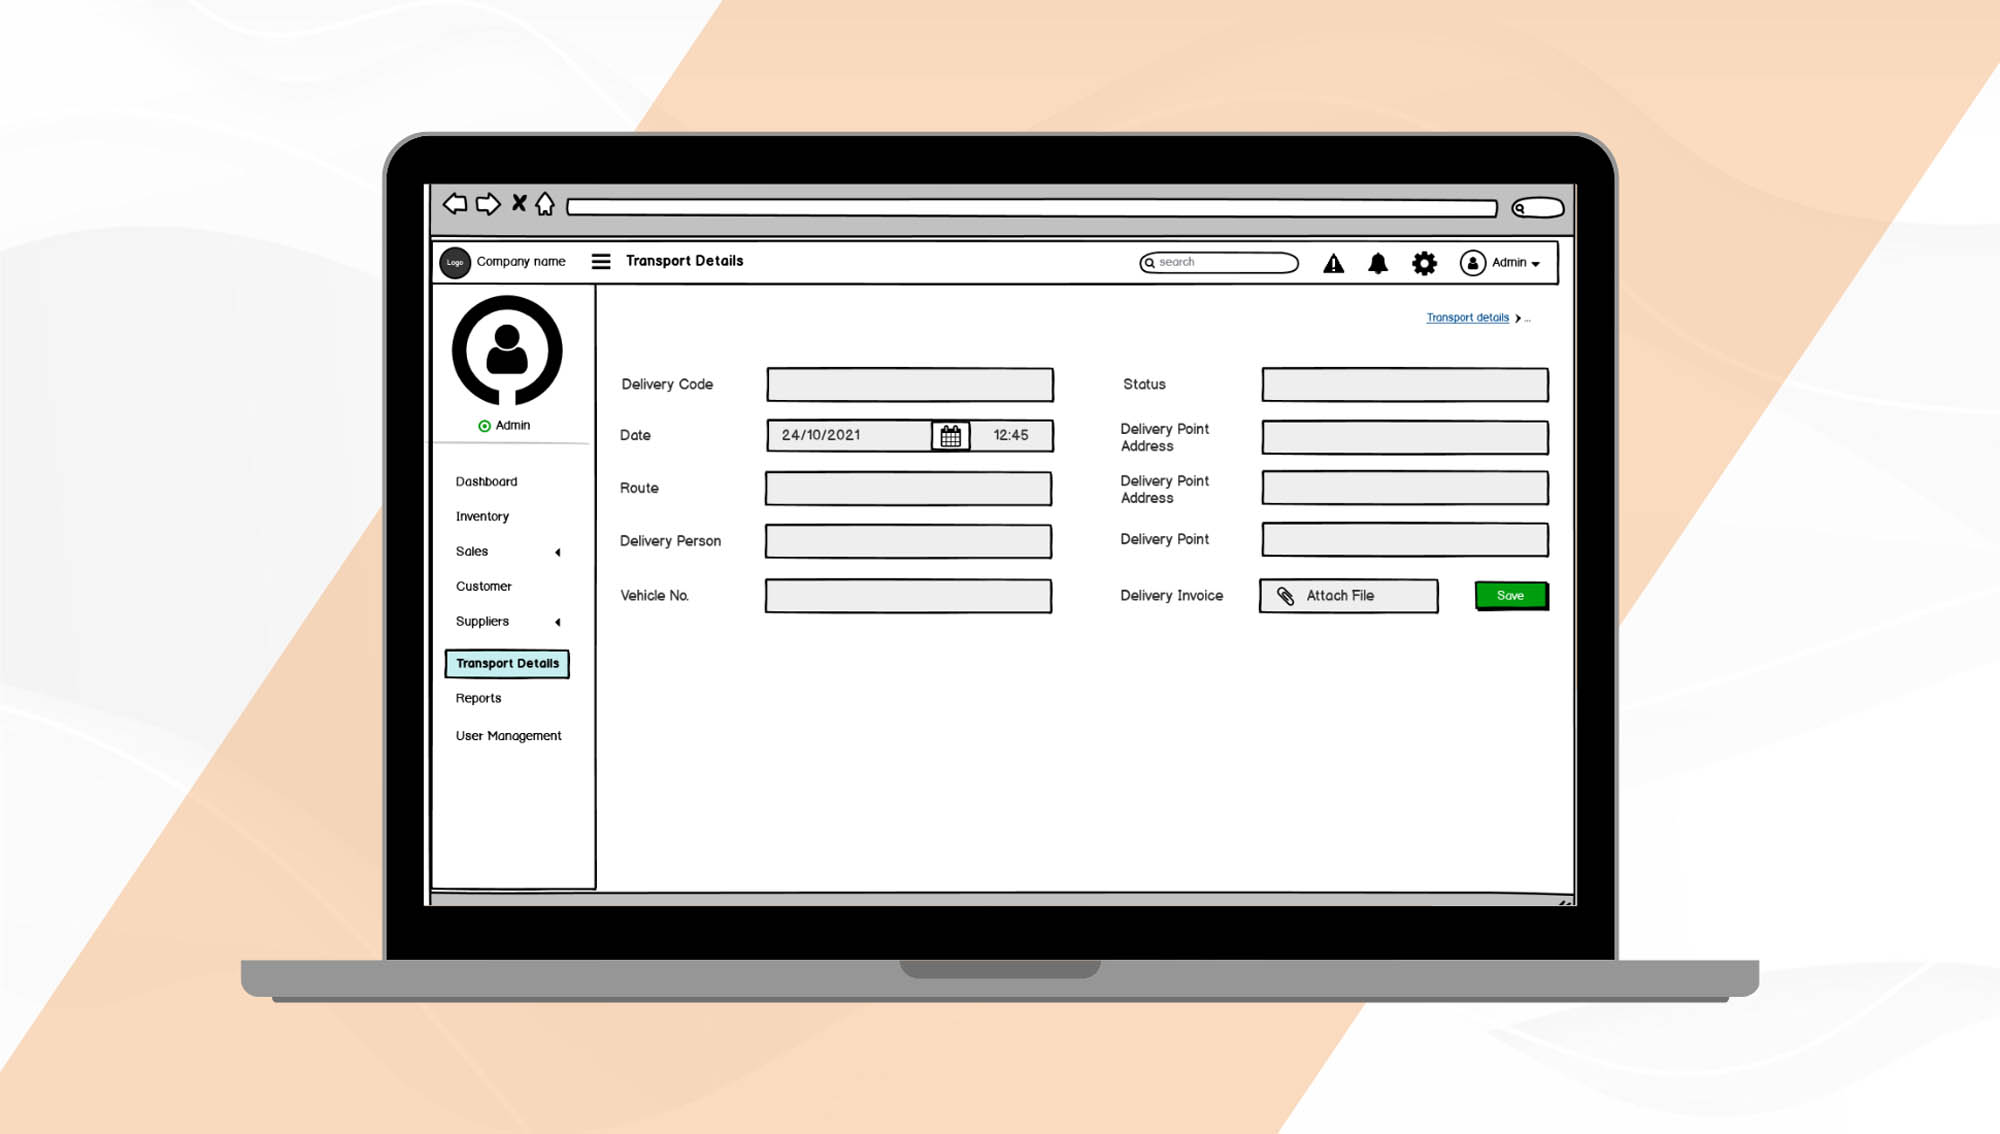 Logo
Company name
Transport Details
search
Admin
Transport details > ...
Admin
Dashboard
Inventory
Sales
Customer
Suppliers
Transport Details
Reports
User Management
Delivery Code
Date
24/10/2021
12:45
Route
Delivery Person
Vehicle No.
Status
Delivery Point
Address
Delivery Point
Address
Delivery Point
Delivery Invoice
Attach File
Save